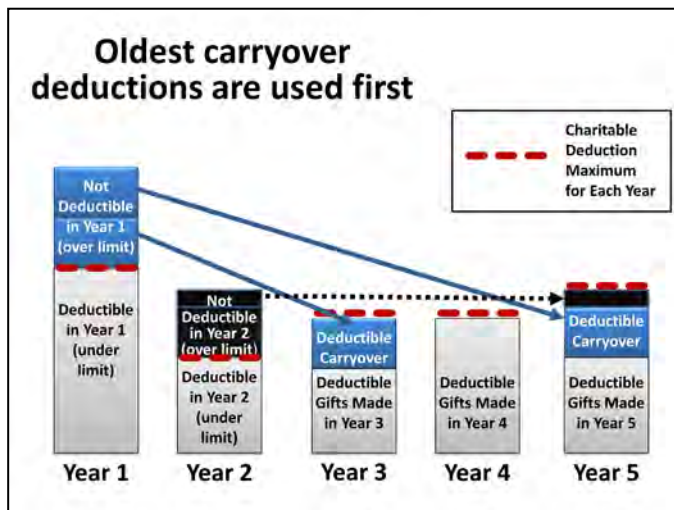 Oldest carryover
deductions are used first
Charitable
Deduction
Maximum
for Each Year
Not
Deductible
in Year 1
(over limit)
Deductible
in Year 1
(under
limit)
Not
Deductible
in Year 2
(over limit)
Deductible
in Year 2
(under
limit)
Deductible
Carryover
Deductible
Gifts Made
in Year 3
Deductible
Gifts Made
in Year 4
Deductible
Carryover
Deductible
Gifts Made
in Year 5
Year 1
Year 2
Year 3
Year 4
Year 5